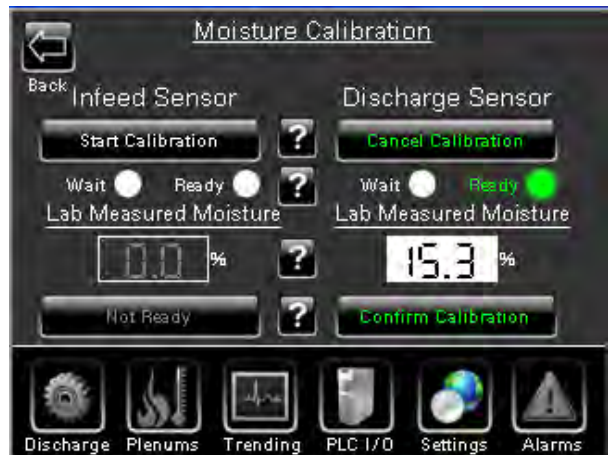 Moisture Calibration
Back
Infeed Sensor
Discharge Sensor
Start Calibration
?
Cancel Calibration
Wait
Ready
?
Wait
Ready
Lab Measured Moisture
Lab Measured Moisture
0.0 %
?
15.3 %
Not Ready
?
Confirm Calibration
Discharge
Plenums
Trending
PLC I/O
Settings
Alarms